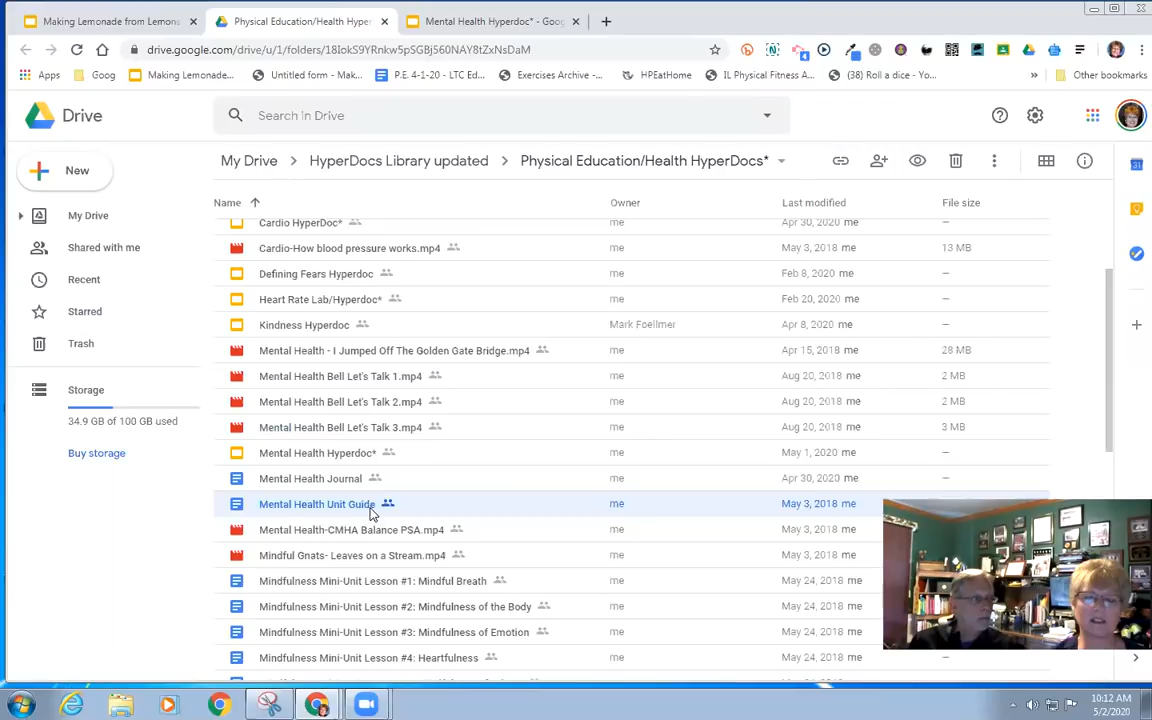 Making Lemonade from Lemons
Physical Education/Health Hyper
Mental Health Hyperdoc* - Goog
drive.google.com/drive/u/1/folders/18IokS9YRnkw5pSGBj560NAY8tZxNsDaM
Apps
Goog
Making Lemonade...
Untitled form - Mak...
P.E. 4-1-20 - LTC Ed...
Exercises Archive -...
HPEatHome
IL Physical Fitness A...
(38) Roll a dice - Yo...
»
Other bookmarks
Drive
Search in Drive
New
My Drive
Shared with me
Recent
Starred
Trash
Storage
34.9 GB of 100 GB used
Buy storage
My Drive > HyperDocs Library updated > Physical Education/Health HyperDocs*
Name Owner Last modified File size
Cardio HyperDoc* me Apr 30, 2020 me –
Cardio-How blood pressure works.mp4 me May 3, 2018 me 13 MB
Defining Fears Hyperdoc me Feb 8, 2020 me –
Heart Rate Lab/Hyperdoc* me Feb 20, 2020 me –
Kindness Hyperdoc Mark Foellmer Apr 8, 2020 me –
Mental Health - I Jumped Off The Golden Gate Bridge.mp4 me Apr 15, 2018 me 28 MB
Mental Health Bell Let's Talk 1.mp4 me Aug 20, 2018 me 2 MB
Mental Health Bell Let's Talk 2.mp4 me Aug 20, 2018 me 2 MB
Mental Health Bell Let's Talk 3.mp4 me Aug 20, 2018 me 3 MB
Mental Health Hyperdoc* me May 1, 2020 me –
Mental Health Journal me Apr 30, 2020 me –
Mental Health Unit Guide me May 3, 2018 me
Mental Health-CMHA Balance PSA.mp4 me May 3, 2018 me
Mindful Gnats- Leaves on a Stream.mp4 me May 3, 2018 me
Mindfulness Mini-Unit Lesson #1: Mindful Breath me May 24, 2018 me
Mindfulness Mini-Unit Lesson #2: Mindfulness of the Body me May 24, 2018 me
Mindfulness Mini-Unit Lesson #3: Mindfulness of Emotion me May 24, 2018 me
Mindfulness Mini-Unit Lesson #4: Heartfulness me May 24, 2018 me
10:12 AM
5/2/2020